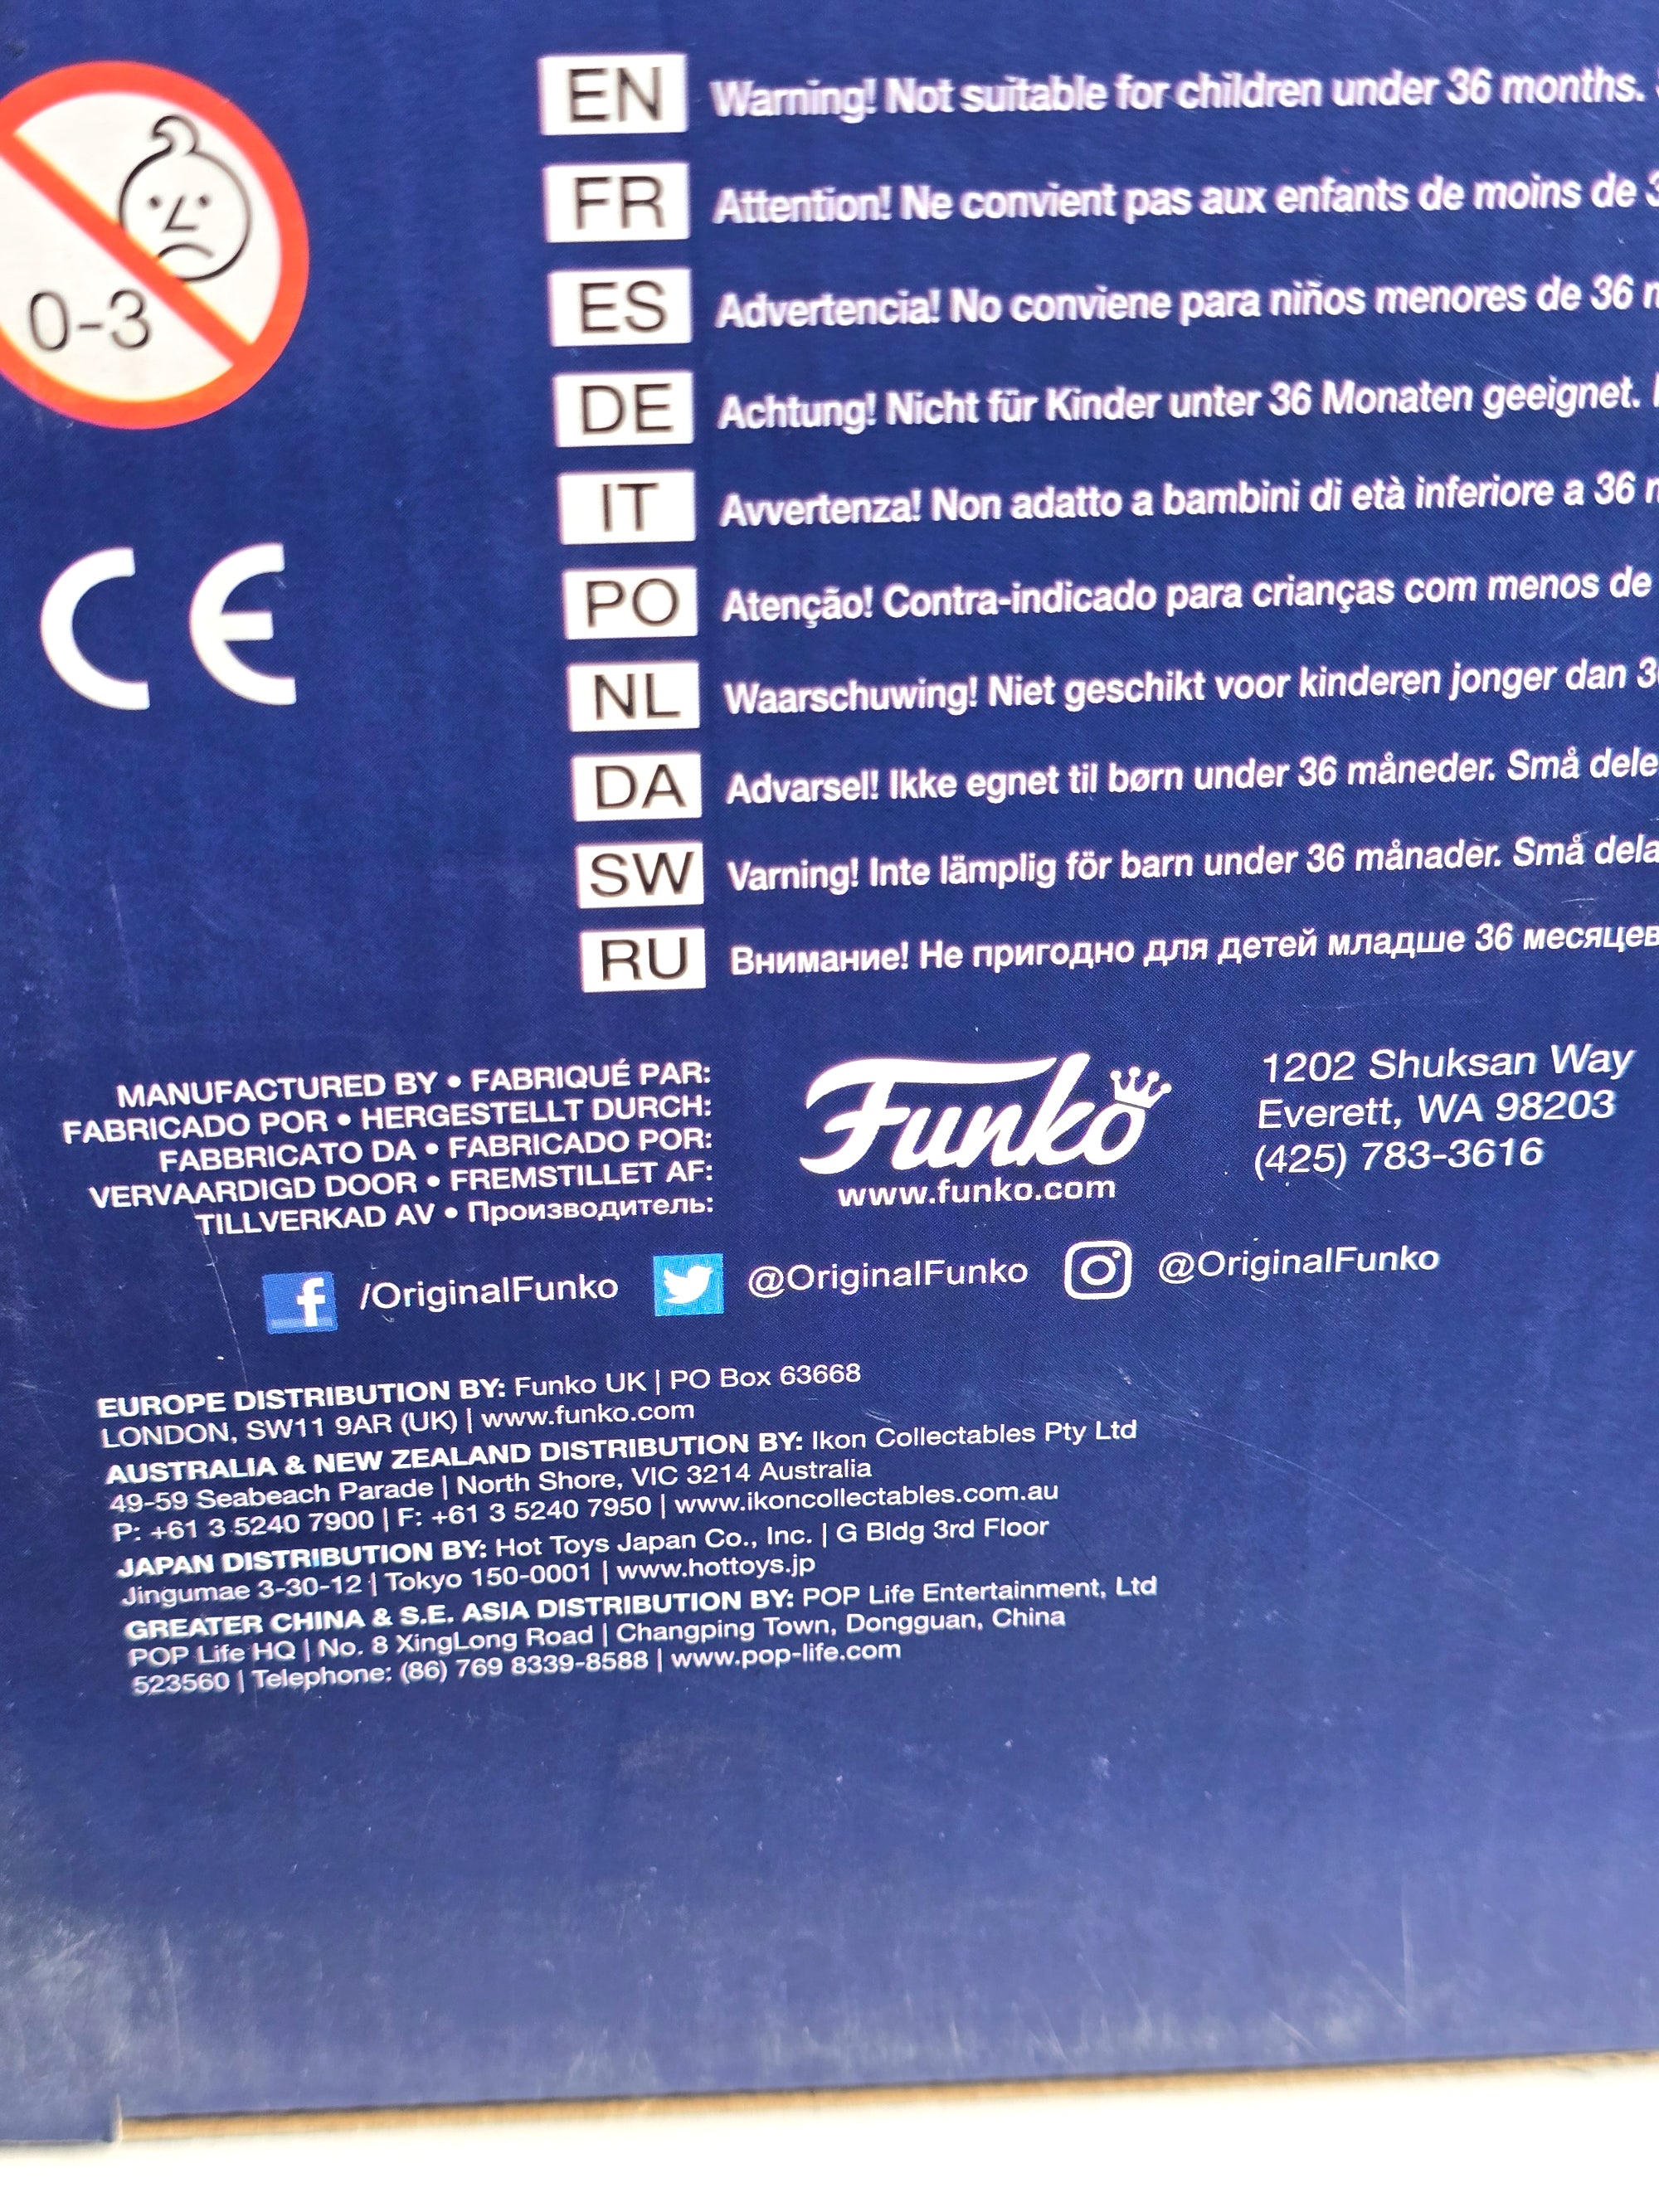 0-3
CE
EN Warning! Not suitable for children under 36 months.
FR Attention! Ne convient pas aux enfants de moins de
ES Advertencia! No conviene para niños menores de 36
DE Achtung! Nicht für Kinder unter 36 Monaten geeignet.
IT Avvertenza! Non adatto a bambini di età inferiore a 36
PO Atenção! Contra-indicado para crianças com menos de
NL Waarschuwing! Niet geschikt voor kinderen jonger dan
DA Advarsel! Ikke egnet til børn under 36 måneder. Små dele
SW Varning! Inte lämplig för barn under 36 månader. Små dela
RU Внимание! Не пригодно для детей младше 36 месяцев
MANUFACTURED BY • FABRIQUÉ PAR:
FABRICADO POR • HERGESTELLT DURCH:
FABBRICATO DA • FABRICADO POR:
VERVAARDIGD DOOR • FREMSTILLET AF:
TILLVERKAD AV • Производитель:
Funko
www.funko.com
1202 Shuksan Way
Everett, WA 98203
(425) 783-3616
/OriginalFunko @OriginalFunko @OriginalFunko
EUROPE DISTRIBUTION BY: Funko UK | PO Box 63668
LONDON, SW11 9AR (UK) | www.funko.com
AUSTRALIA & NEW ZEALAND DISTRIBUTION BY: Ikon Collectables Pty Ltd
49-59 Seabeach Parade | North Shore, VIC 3214 Australia
P: +61 3 5240 7900 | F: +61 3 5240 7950 | www.ikoncollectables.com.au
JAPAN DISTRIBUTION BY: Hot Toys Japan Co., Inc. | G Bldg 3rd Floor
Jingumae 3-30-12 | Tokyo 150-0001 | www.hottoys.jp
GREATER CHINA & S.E. ASIA DISTRIBUTION BY: POP Life Entertainment, Ltd
POP Life HQ | No. 8 XingLong Road | Changping Town, Dongguan, China
523560 | Telephone: (86) 769 8339-8588 | www.pop-life.com